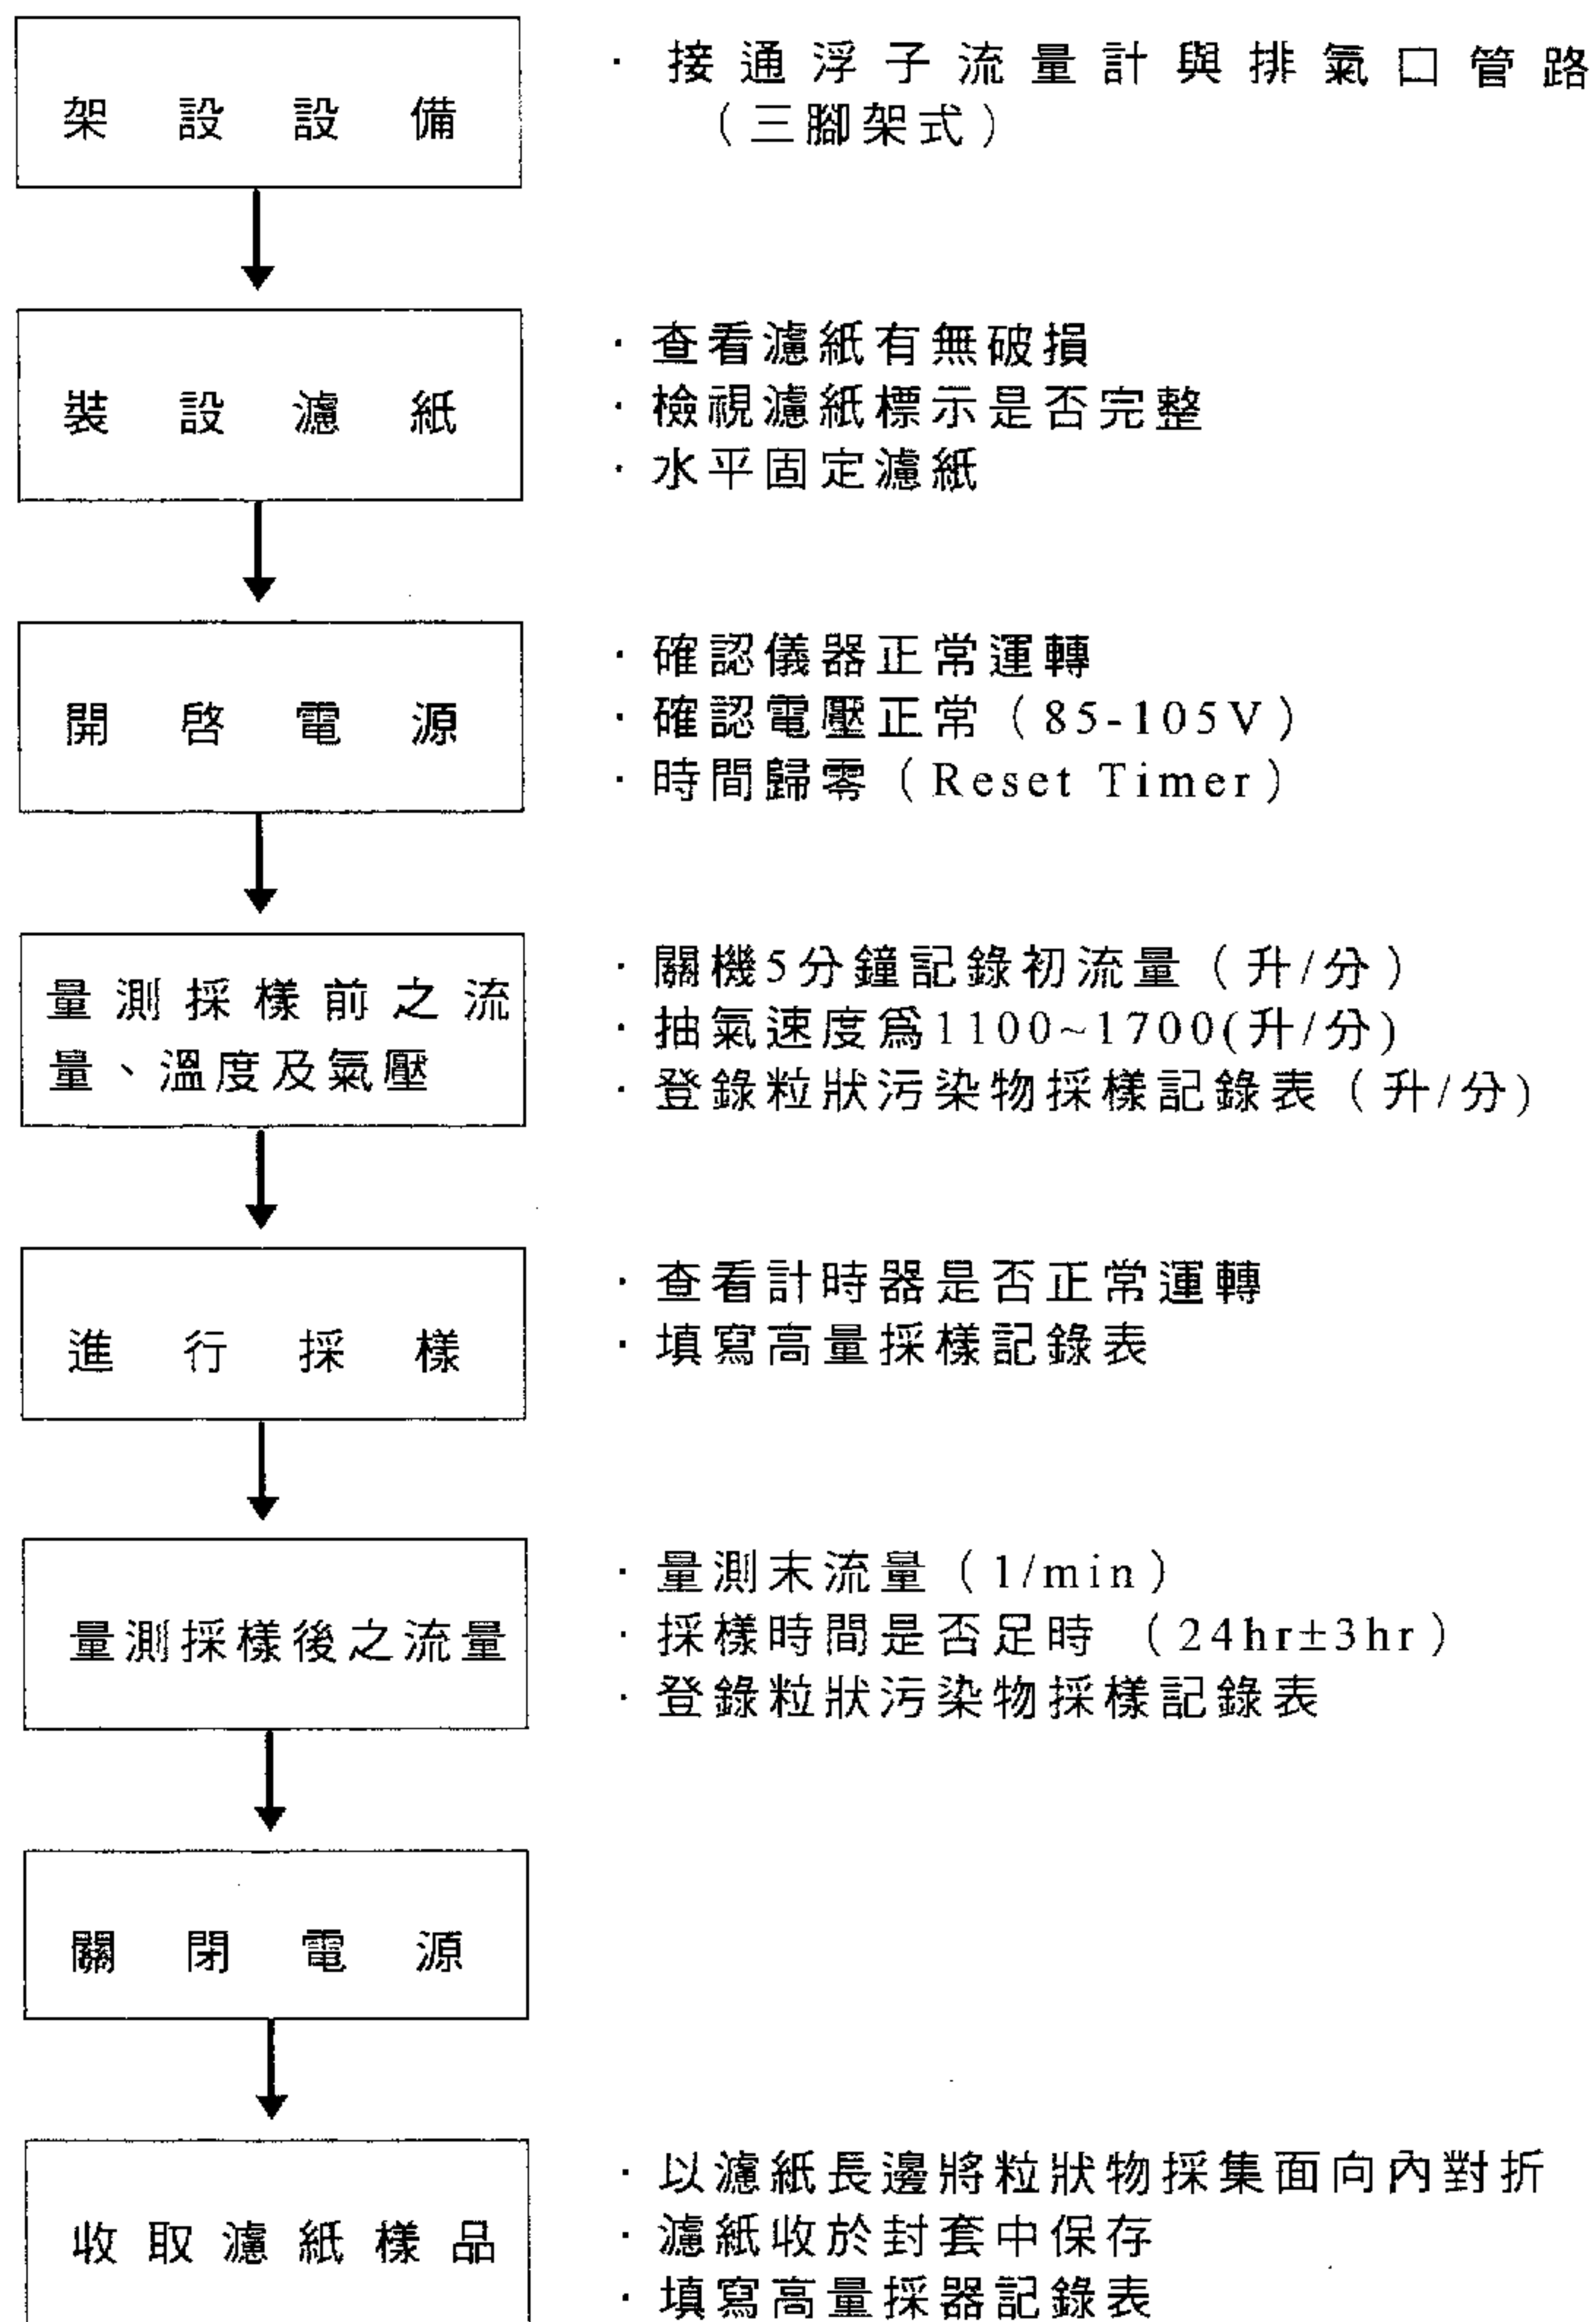 架設設備
·接通浮子流量計與排氣口管路
(三腳架式)
裝設濾紙
·查看濾紙有無破損
·檢視濾紙標示是否完整
·水平固定濾紙
開啓電源
·確認儀器正常運轉
·確認電壓正常(85-105V)
·時間歸零(Reset Timer)
量測採樣前之流
量、溫度及氣壓
·關機5分鐘記錄初流量(升/分)
·抽氣速度爲1100~1700(升/分)
·登錄粒狀污染物採樣記錄表(升/分)
進行採樣
·查看計時器是否正常運轉
·填寫高量採樣記錄表
量測採樣後之流量
·量測末流量(1/min)
·採樣時間是否足時 (24hr±3hr)
·登錄粒狀污染物採樣記錄表
關閉電源
收取濾紙樣品
·以濾紙長邊將粒狀物採集面向內對折
·濾紙收於封套中保存
·填寫高量採器記錄表